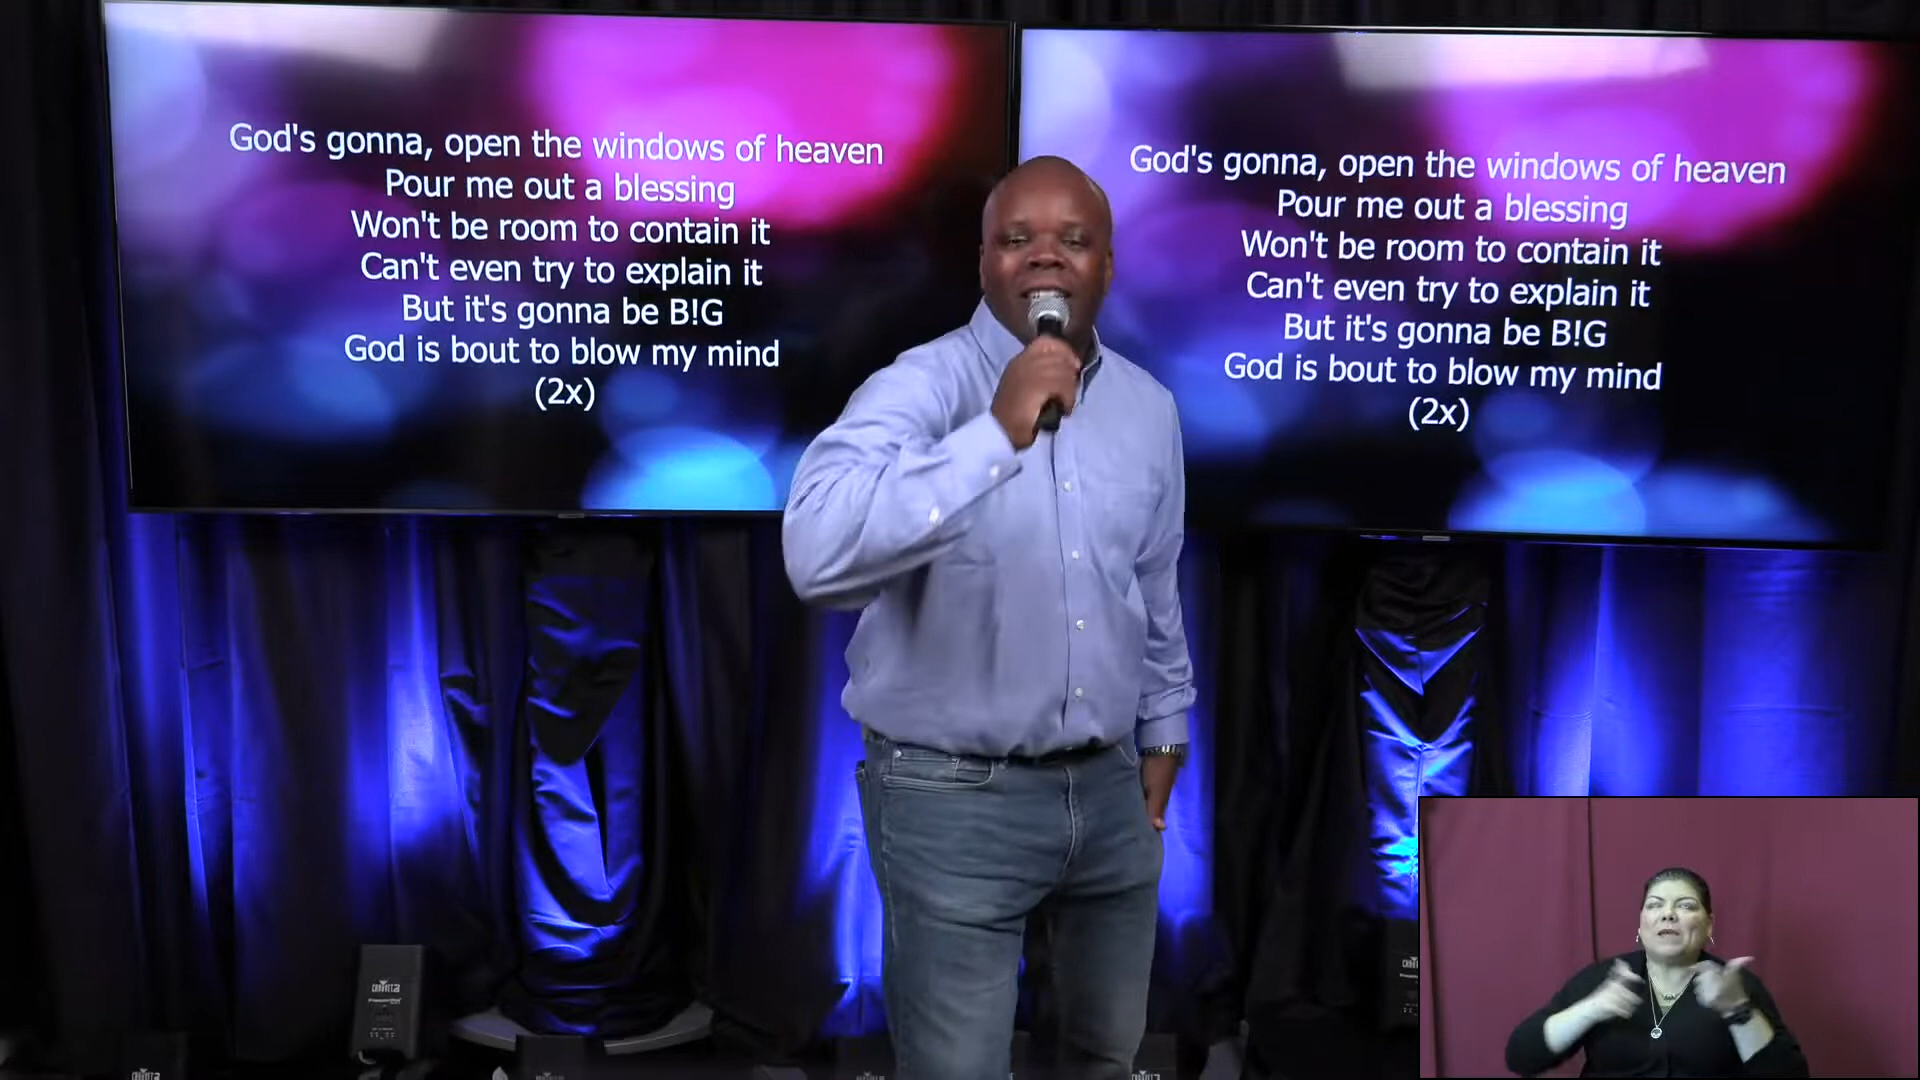 God's gonna, open the windows of heaven
Pour me out a blessing
Won't be room to contain it
Can't even try to explain it
But it's gonna be B!G
God is bout to blow my mind
(2x)
God's gonna, open the windows of heaven
Pour me out a blessing
Won't be room to contain it
Can't even try to explain it
But it's gonna be B!G
God is bout to blow my mind
(2x)